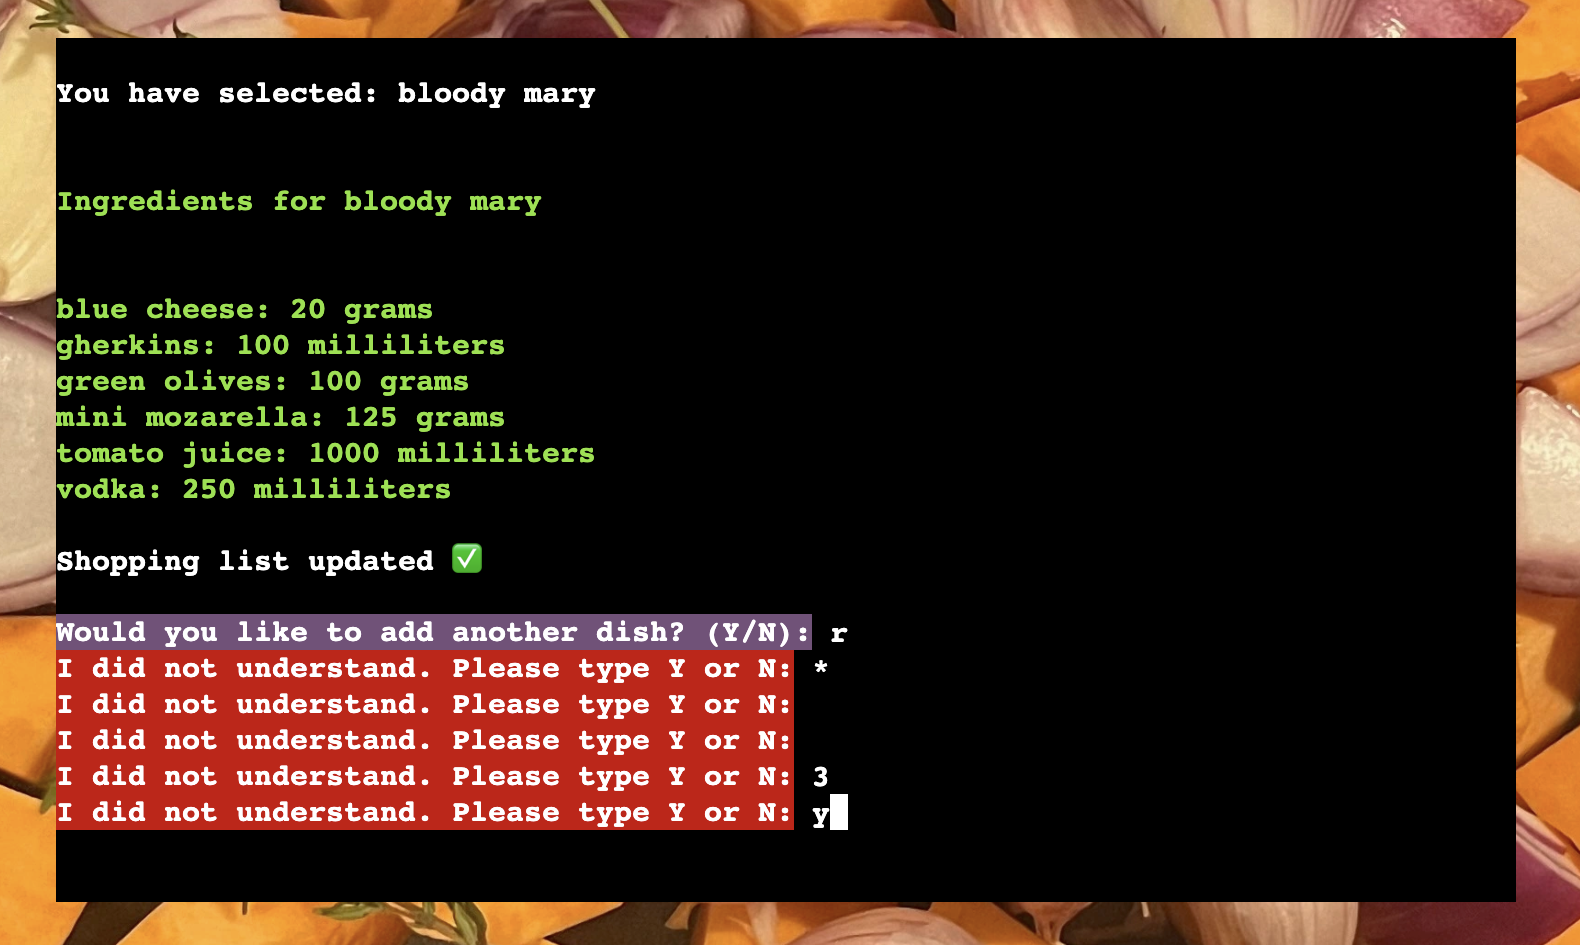 You have selected: bloody mary
Ingredients for bloody mary
blue cheese: 20 grams
gherkins: 100 milliliters
green olives: 100 grams
mini mozarella: 125 grams
tomato juice: 1000 milliliters
vodka: 250 milliliters
Shopping list updated ✅
Would you like to add another dish? (Y/N): r
I did not understand. Please type Y or N: *
I did not understand. Please type Y or N:
I did not understand. Please type Y or N:
I did not understand. Please type Y or N: 3
I did not understand. Please type Y or N: y